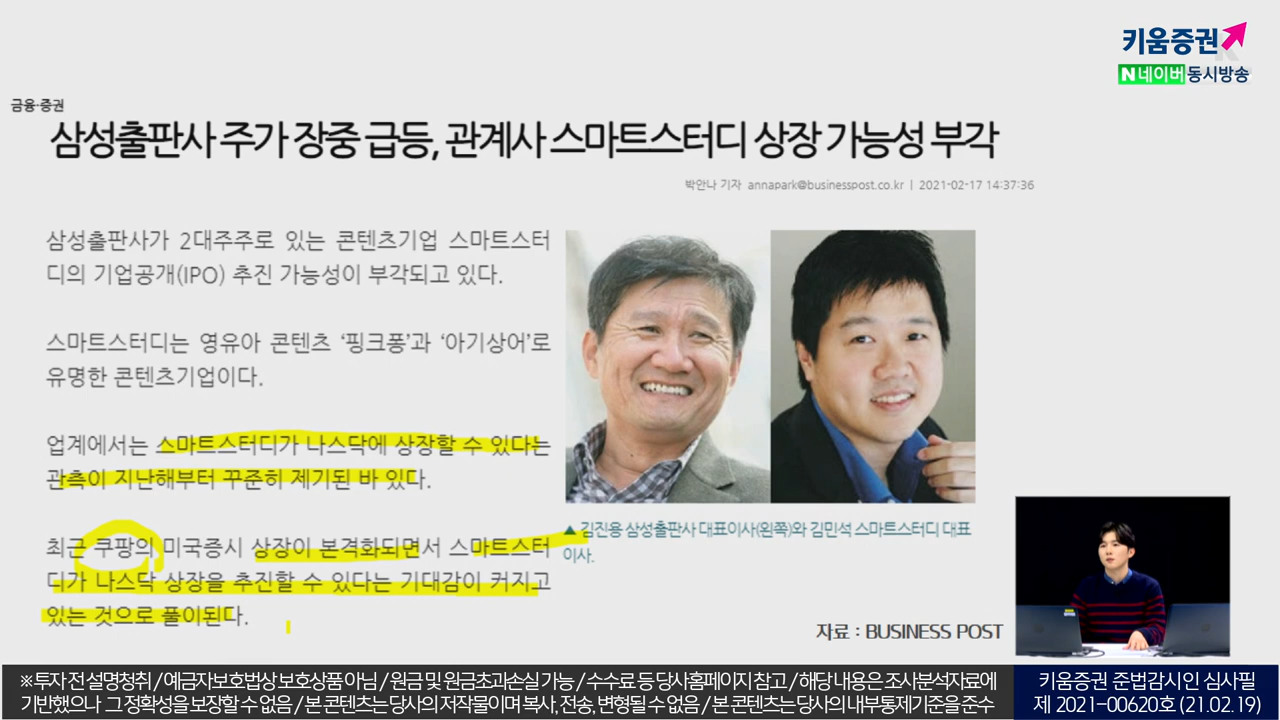 키움증권
N 네이버 동시방송
금융·증권
삼성출판사 주가 장중 급등, 관계사 스마트스터디 상장 가능성 부각
박안나 기자 annapark@businesspost.co.kr | 2021-02-17 14:37:36
삼성출판사가 2대주주로 있는 콘텐츠기업 스마트스터
디의 기업공개(IPO) 추진 가능성이 부각되고 있다.
스마트스터디는 영유아 콘텐츠 ‘핑크퐁’과 ‘아기상어’로
유명한 콘텐츠기업이다.
업계에서는 스마트스터디가 나스닥에 상장할 수 있다는
관측이 지난해부터 꾸준히 제기된 바 있다.
최근 쿠팡의 미국증시 상장이 본격화되면서 스마트스터
디가 나스닥 상장을 추진할 수 있다는 기대감이 커지고
있는 것으로 풀이된다.
▲ 김진용 삼성출판사 대표이사(왼쪽)와 김민석 스마트스터디 대표
이사.
자료 : BUSINESS POST
※ 투자 전 설명청취 / 예금자보호법상 보호상품 아님 / 원금 및 원금초과손실 가능 / 수수료 등 당사홈페이지 참고 / 해당 내용은 조사분석자료에
기반했으나 그 정확성을 보장할 수 없음 / 본 콘텐츠는 당사의 저작물이며 복사, 전송, 변형될 수 없음 / 본 콘텐츠는 당사의 내부통제기준을 준수
키움증권 준법감시인 심사필
제 2021-00620호 (21.02.19)